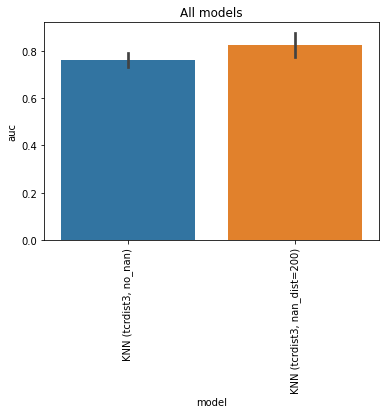 All models
auc
0.8
0.6
0.4
0.2
0.0
KNN (tcrdist3, no_nan)
KNN (tcrdist3, nan_dist=200)
model